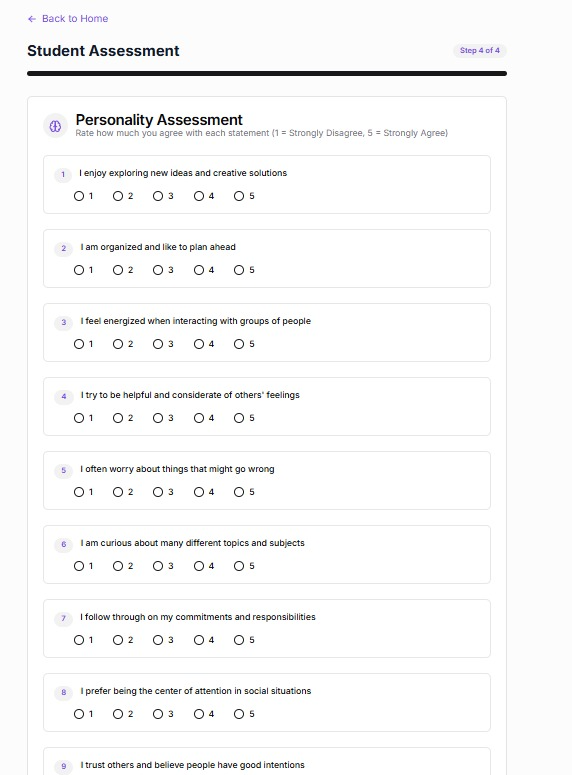 ← Back to Home
Student Assessment
Step 4 of 4
Personality Assessment
Rate how much you agree with each statement (1 = Strongly Disagree, 5 = Strongly Agree)
1 I enjoy exploring new ideas and creative solutions
1 2 3 4 5
2 I am organized and like to plan ahead
1 2 3 4 5
3 I feel energized when interacting with groups of people
1 2 3 4 5
4 I try to be helpful and considerate of others' feelings
1 2 3 4 5
5 I often worry about things that might go wrong
1 2 3 4 5
6 I am curious about many different topics and subjects
1 2 3 4 5
7 I follow through on my commitments and responsibilities
1 2 3 4 5
8 I prefer being the center of attention in social situations
1 2 3 4 5
9 I trust others and believe people have good intentions